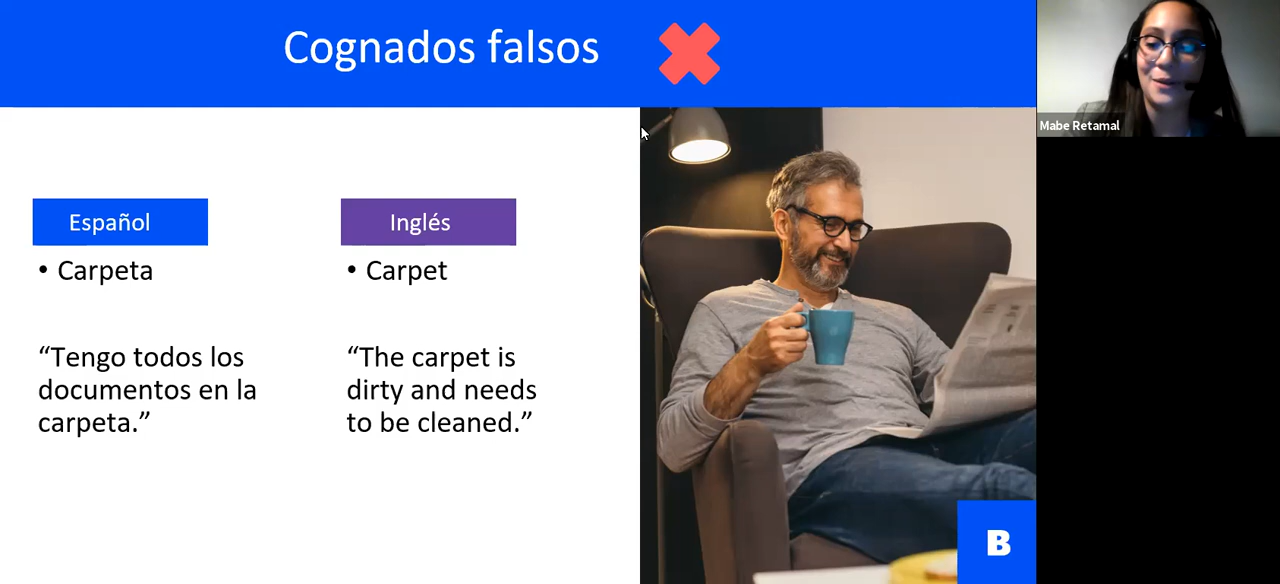 Cognados falsos
Mabe Retamal
Español
• Carpeta
“Tengo todos los
documentos en la
carpeta.”
Inglés
• Carpet
“The carpet is
dirty and needs
to be cleaned.”
B